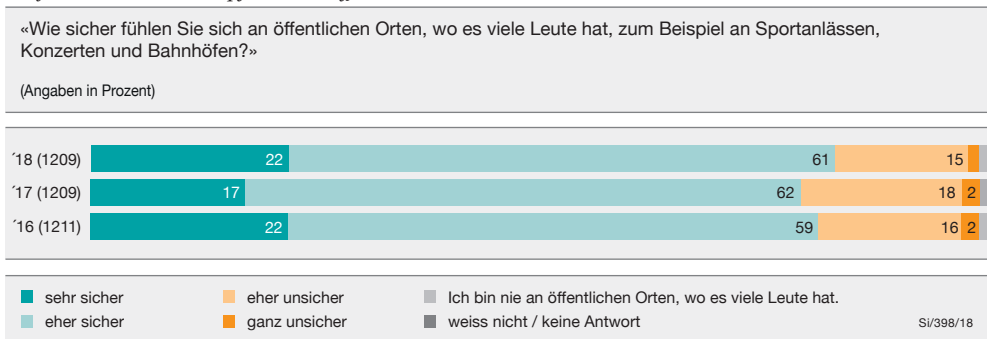 «Wie sicher fühlen Sie sich an öffentlichen Orten, wo es viele Leute hat, zum Beispiel an Sportanlässen,
Konzerten und Bahnhöfen?»
(Angaben in Prozent)
´18 (1209) 22 61 15
´17 (1209) 17 62 18 2
´16 (1211) 22 59 16 2
sehr sicher eher unsicher Ich bin nie an öffentlichen Orten, wo es viele Leute hat.
eher sicher ganz unsicher weiss nicht / keine Antwort Si/398/18